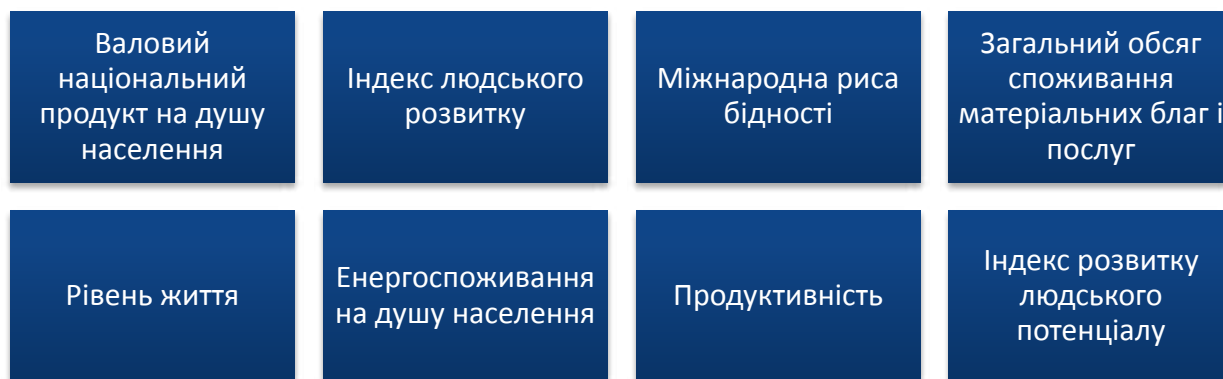 Валовий
національний
продукт на душу
населення
Індекс людського
розвитку
Міжнародна риса
бідності
Загальний обсяг
споживання
матеріальних благ і
послуг
Рівень життя
Енергоспоживання
на душу населення
Продуктивність
Індекс розвитку
людського
потенціалу